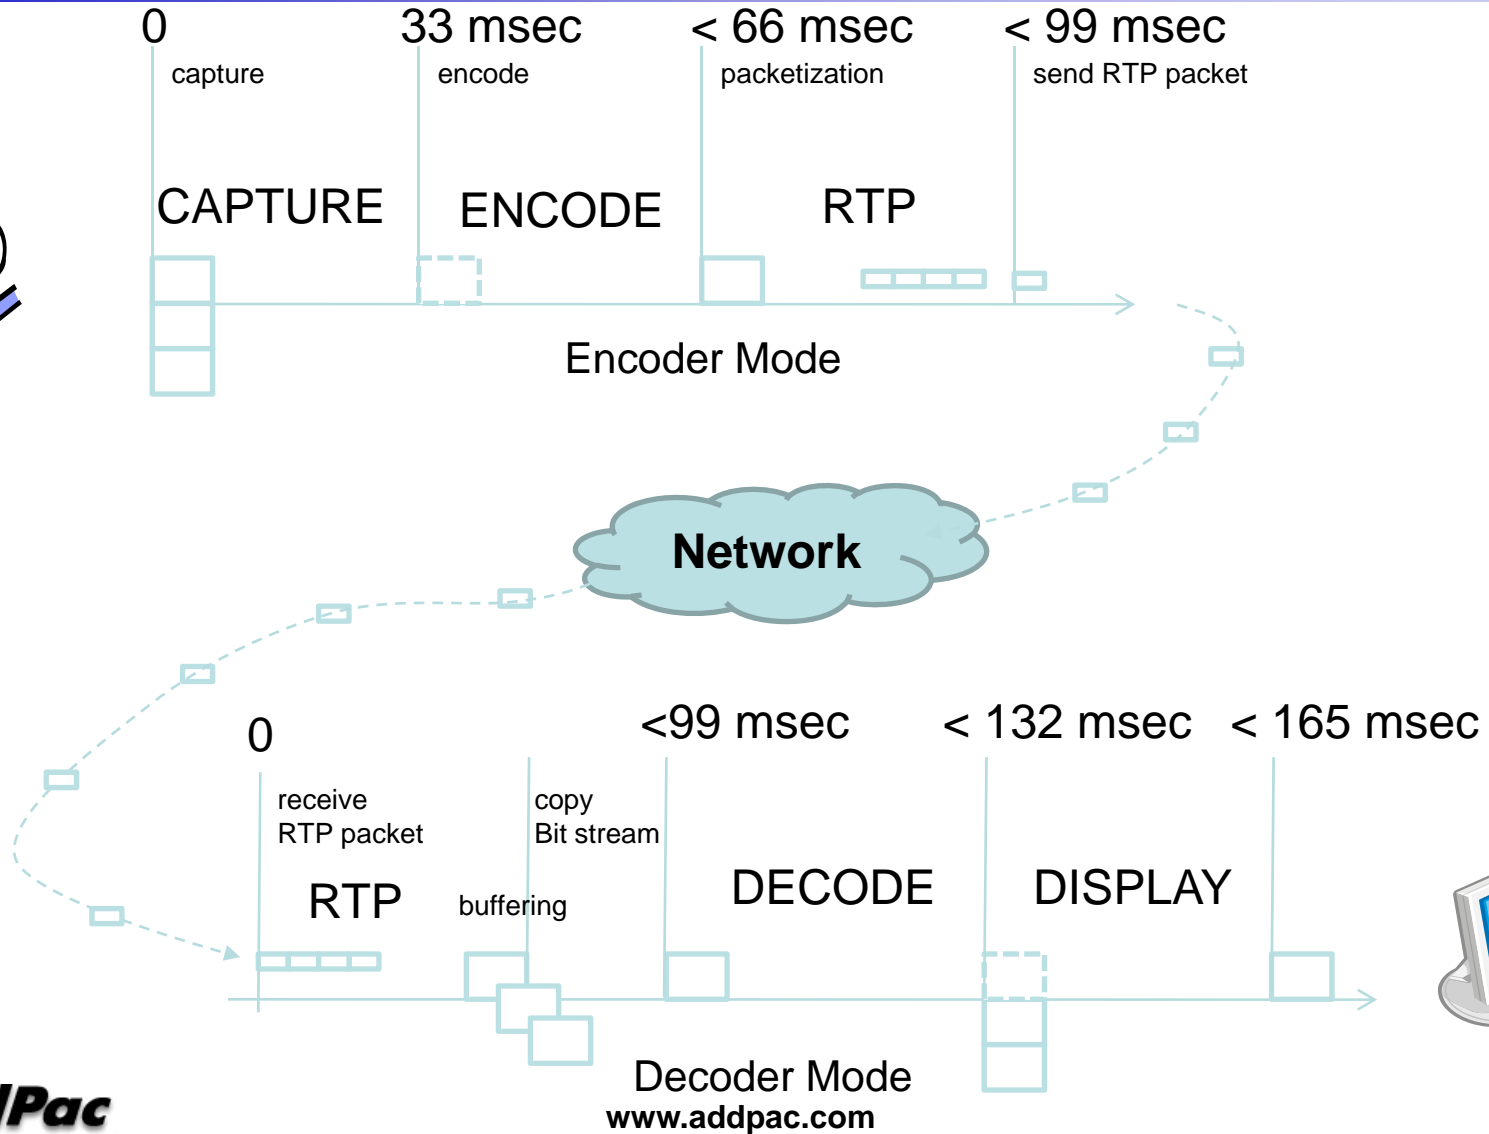 0 33 msec < 66 msec < 99 msec
capture encode packetization send RTP packet
CAPTURE ENCODE RTP
Encoder Mode
Network
0 <99 msec < 132 msec < 165 msec
receive
RTP packet
copy
Bit stream
RTP buffering DECODE DISPLAY
Decoder Mode
www.addpac.com
Pac